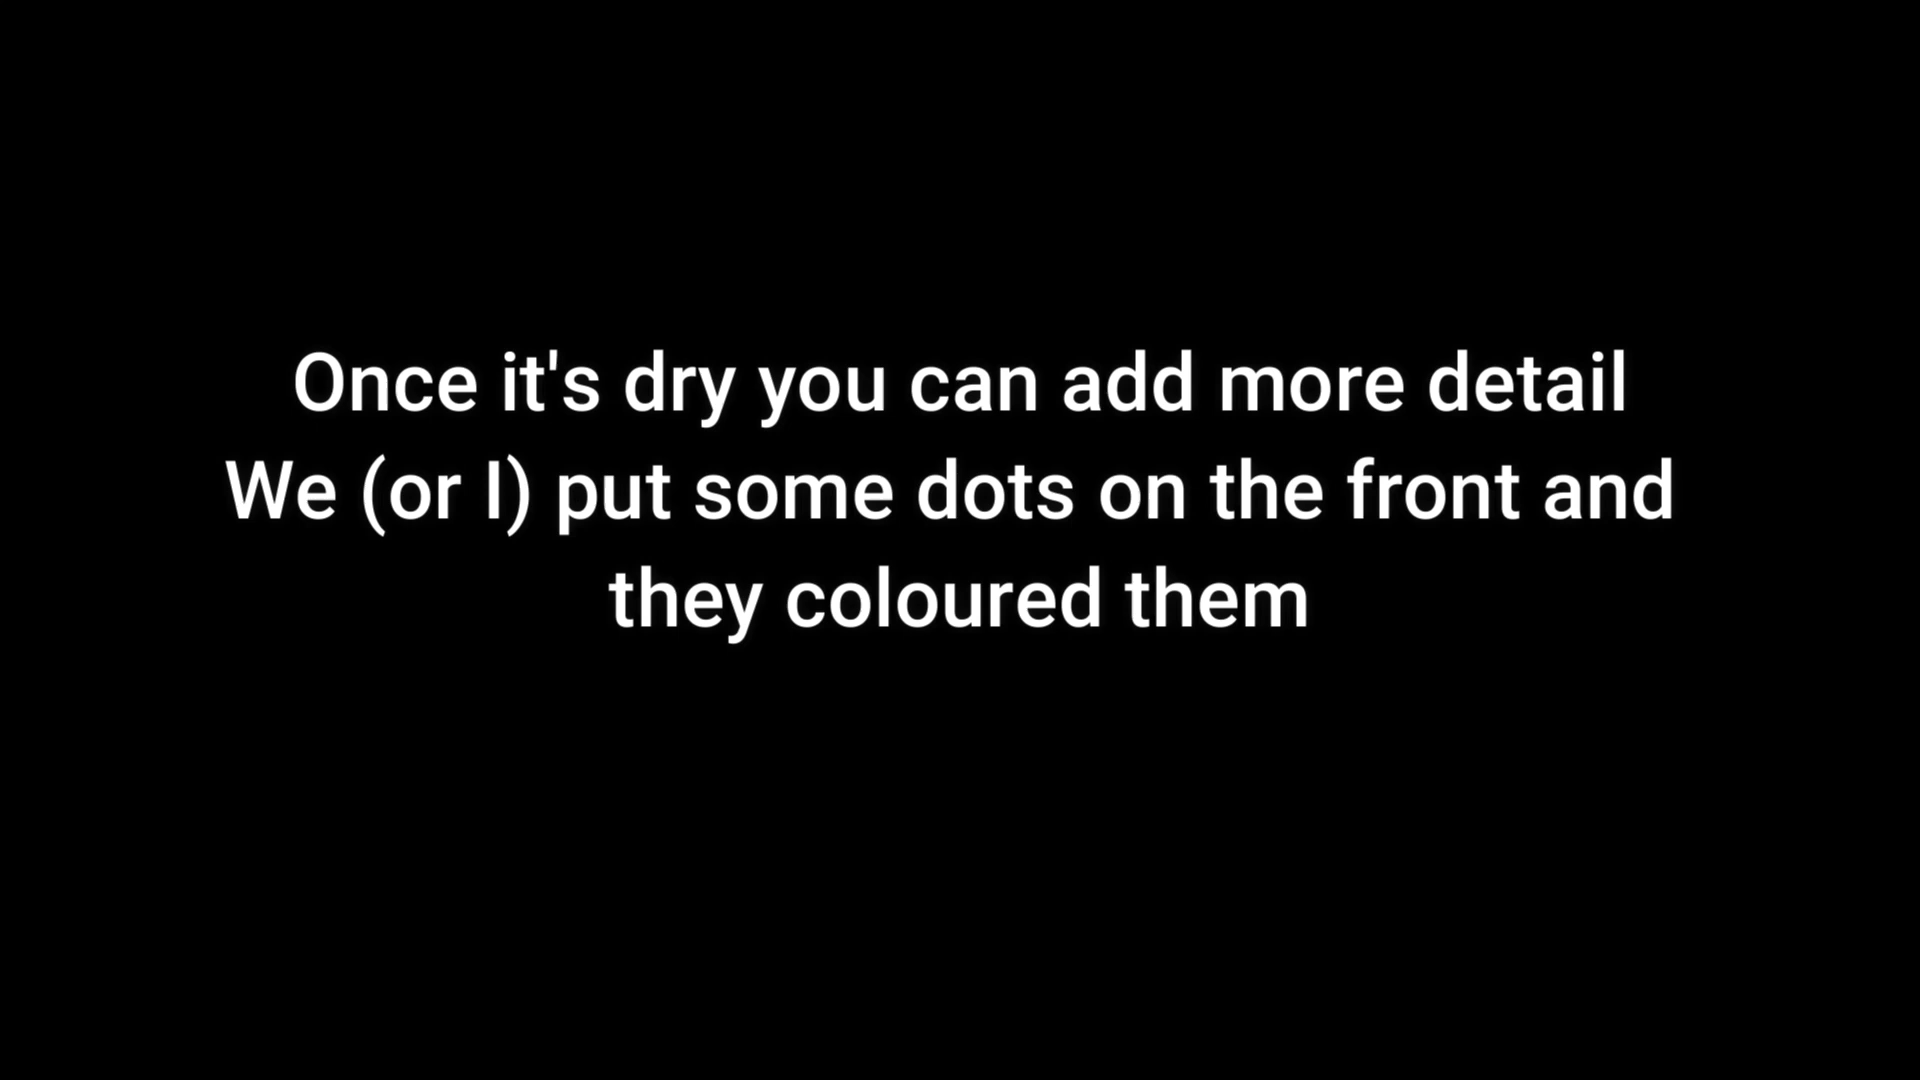 Once it's dry you can add more detail
We (or I) put some dots on the front and
they coloured them